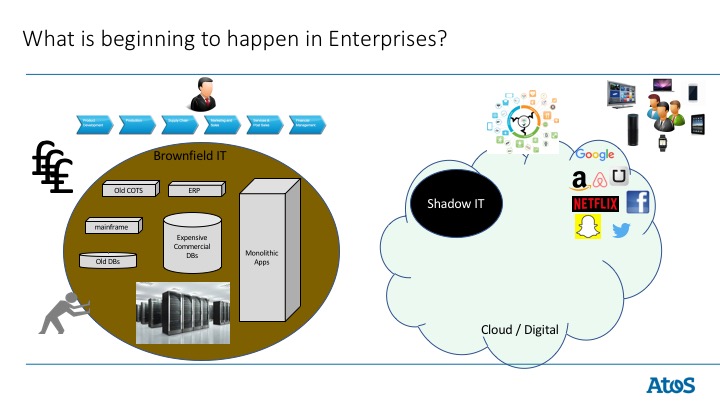 What is beginning to happen in Enterprises?
Product
Development
Production
Supply Chain
Marketing and
Sales
Services &
Post Sales
Financial
Management
£££
Brownfield IT
Old COTS
ERP
mainframe
Expensive
Commercial
DBs
Old DBs
Monolithic
Apps
Google
a
Shadow IT
NETFLIX
f
Cloud / Digital
Atos